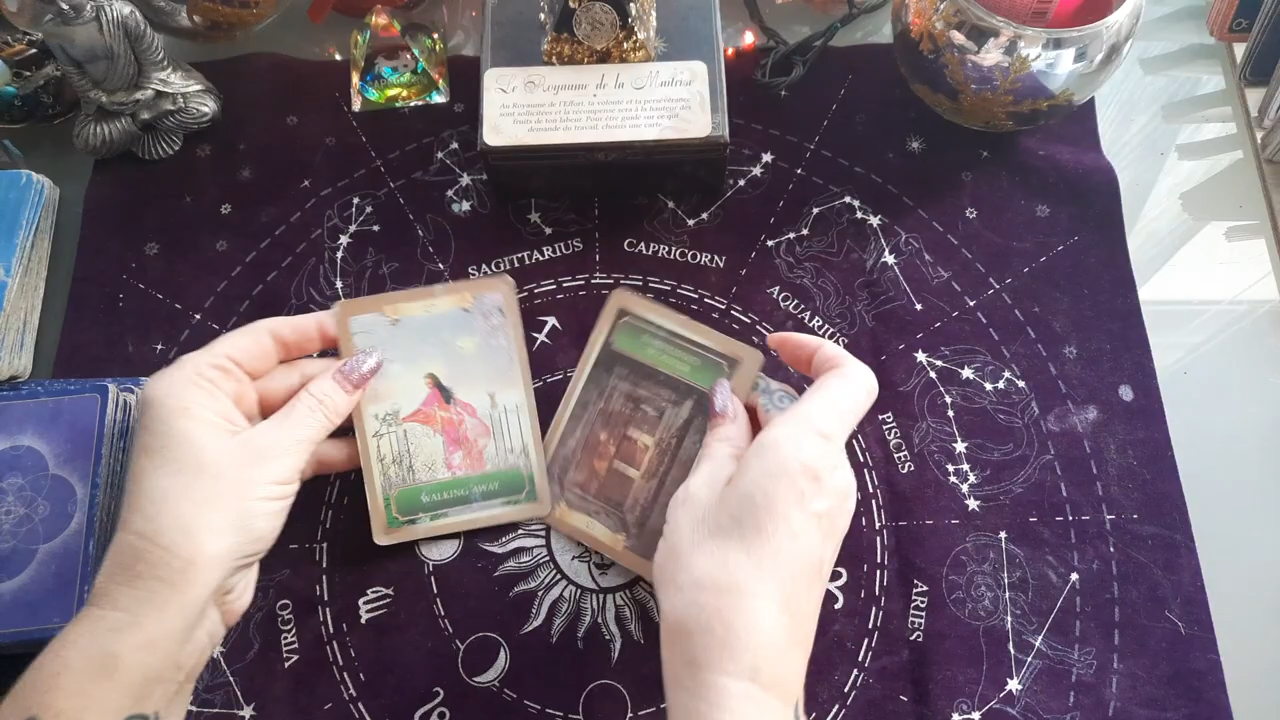 Le Royaume de la Maîtrise
Au Royaume de l'Effort, ta volonté et ta persévérance
sont sollicitées et ta récompense sera à la hauteur des
fruits de ton labeur. Pour être guidé sur ce que
demande du travail, choisis une carte.
SAGITTARIUS
CAPRICORN
AQUARIUS
PISCES
WALKING AWAY
VIRGO
ARIES